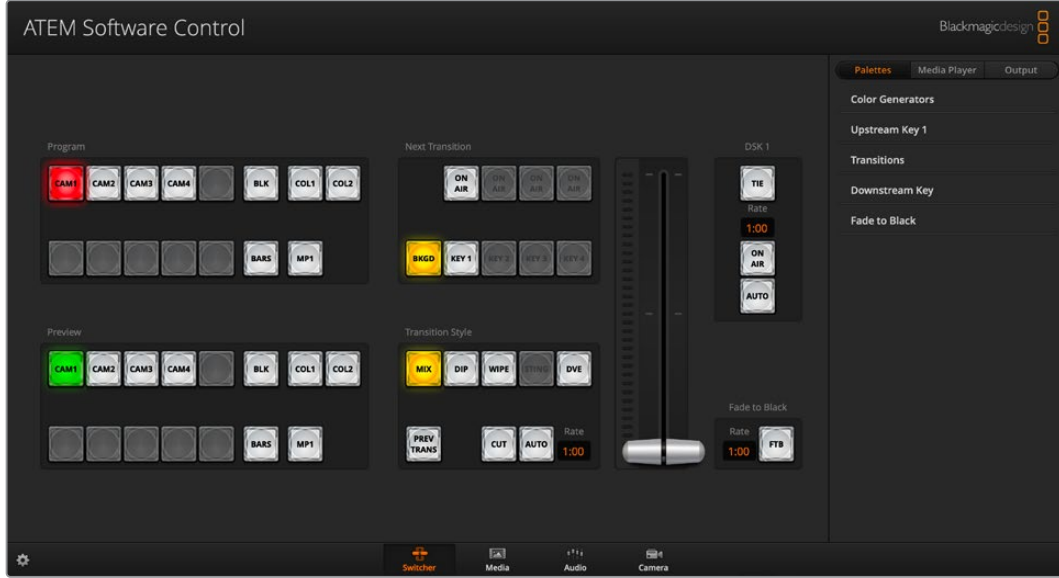 ATEM Software Control
Blackmagicdesign
Palettes Media Player Output
Color Generators
Upstream Key 1
Transitions
Downstream Key
Fade to Black
Program
CAM1 CAM2 CAM3 CAM4 BLK COL1 COL2
BARS MP1
Next Transition
ON AIR ON AIR ON AIR ON AIR
BKGD KEY 1 KEY 2 KEY 3 KEY 4
DSK 1
TIE
Rate
1:00
ON AIR
AUTO
Preview
CAM1 CAM2 CAM3 CAM4 BLK COL1 COL2
BARS MP1
Transition Style
MIX DIP WIPE STING DVE
PREV TRANS CUT AUTO Rate 1:00
Fade to Black
Rate
1:00 FTB
Switcher Media Audio Camera